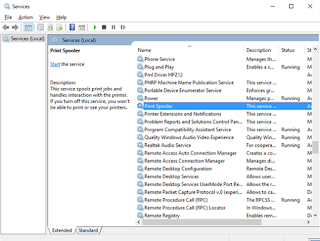 Services
File Action View Help
Services (Local)
Services (Local)
Print Spooler
Start the service
Description:
This service spools print jobs and
handles interaction with the printer.
If you turn off this service, you won't
be able to print or see your printers.
Name Description Status
Phone Service Manages th...
Plug and Play Enables a c... Running
Pml Driver HPZ12
PNRP Machine Name Publication Service This service ...
Portable Device Enumerator Service Enforces gr...
Power Manages p... Running
Print Spooler This service ...
Printer Extensions and Notifications This service ...
Problem Reports and Solutions Control Pan... This service ...
Program Compatibility Assistant Service This service ... Running
Quality Windows Audio Video Experience Quality Win... Running
Realtek Audio Service For coopera... Running
Remote Access Auto Connection Manager Creates a co...
Remote Access Connection Manager Manages di...
Remote Desktop Configuration Remote Des...
Remote Desktop Services Allows user...
Remote Desktop Services UserMode Port Re... Allows the r...
Remote Packet Capture Protocol v.0 (experi... Allows to ca...
Remote Procedure Call (RPC) The RPCSS ... Running
Remote Procedure Call (RPC) Locator In Windows...
Remote Registry Enables rem...
Extended Standard